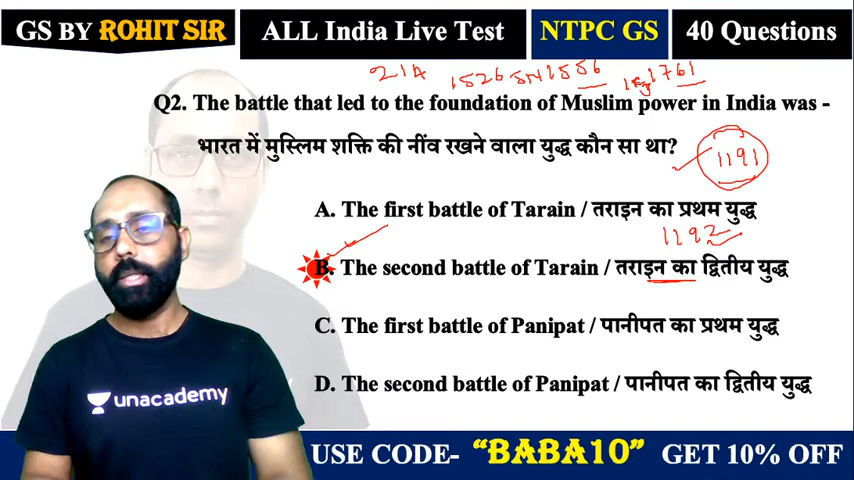 GS BY ROHIT SIR
ALL India Live Test
NTPC GS
40 Questions
1526 1556 1761
Q2. The battle that led to the foundation of Muslim power in India was -
भारत में मुस्लिम शक्ति की नींव रखने वाला युद्ध कौन सा था?
1191
A. The first battle of Tarain / तराइन का प्रथम युद्ध
1192
B. The second battle of Tarain / तराइन का द्वितीय युद्ध
C. The first battle of Panipat / पानीपत का प्रथम युद्ध
D. The second battle of Panipat / पानीपत का द्वितीय युद्ध
unacademy
USE CODE- “BABA10” GET 10% OFF